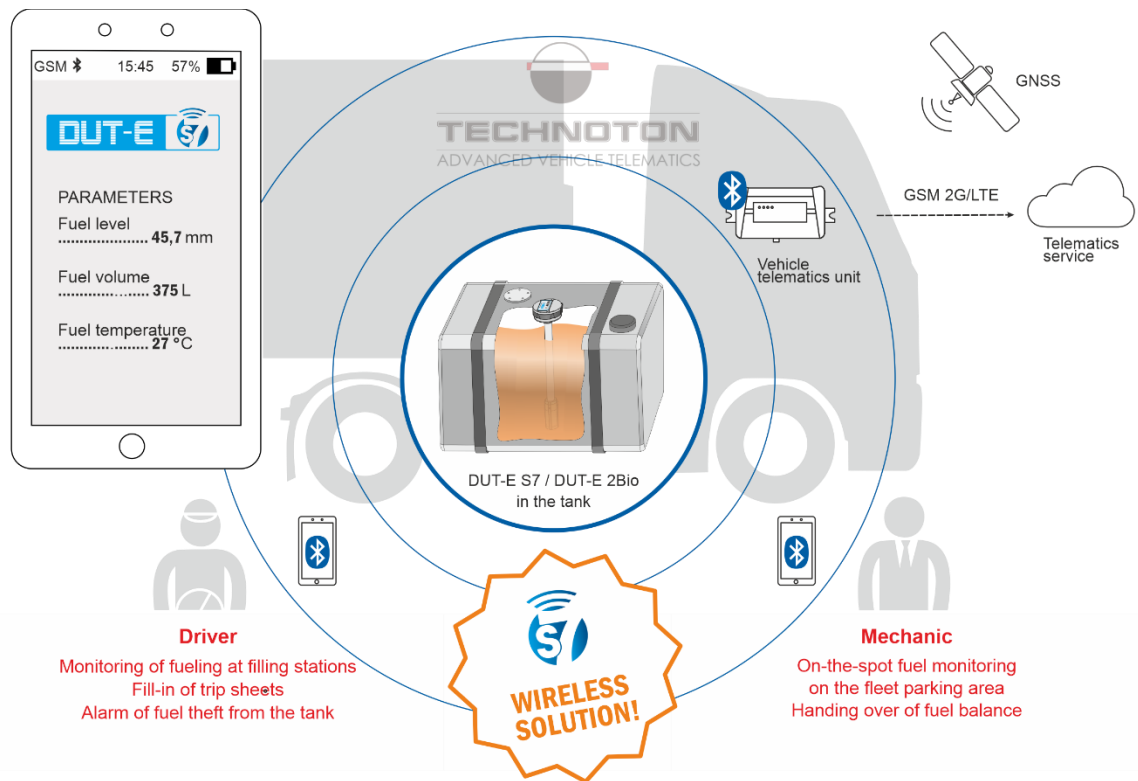 GSM 15:45 57%
DUT-E S7
PARAMETERS
Fuel level
.................. 45,7 mm
Fuel volume
.................. 375 L
Fuel temperature
.................. 27 °C
TECHNOTON
ADVANCED VEHICLE TELEMATICS
GNSS
GSM 2G/LTE
Telematics
service
Vehicle
telematics unit
DUT-E S7 / DUT-E 2Bio
in the tank
Driver
Monitoring of fueling at filling stations
Fill-in of trip sheets
Alarm of fuel theft from the tank
S7
WIRELESS
SOLUTION!
Mechanic
On-the-spot fuel monitoring
on the fleet parking area
Handing over of fuel balance